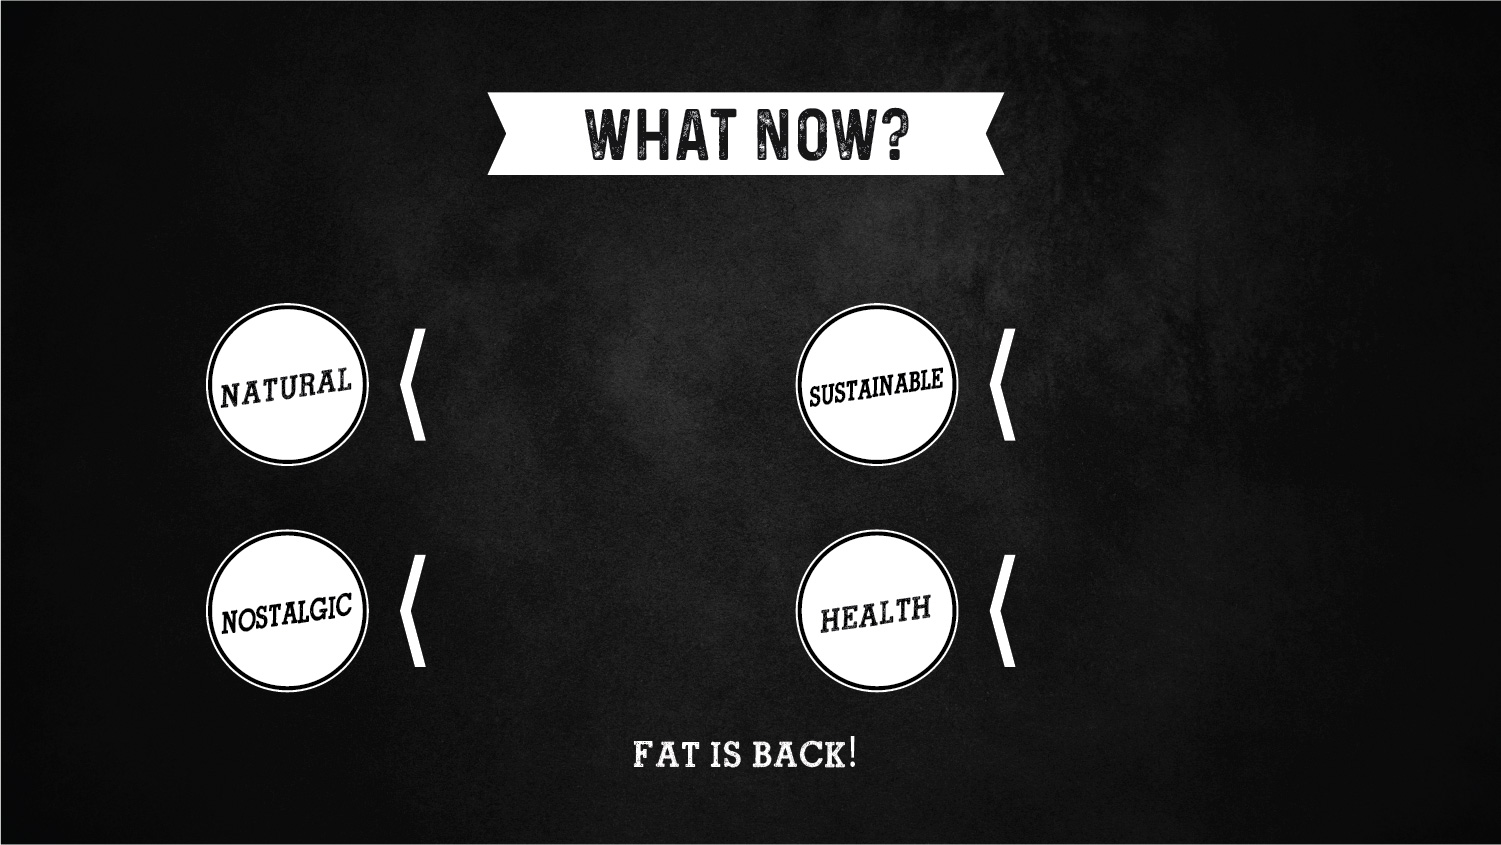 WHAT NOW?
NATURAL
SUSTAINABLE
NOSTALGIC
HEALTH
FAT IS BACK!